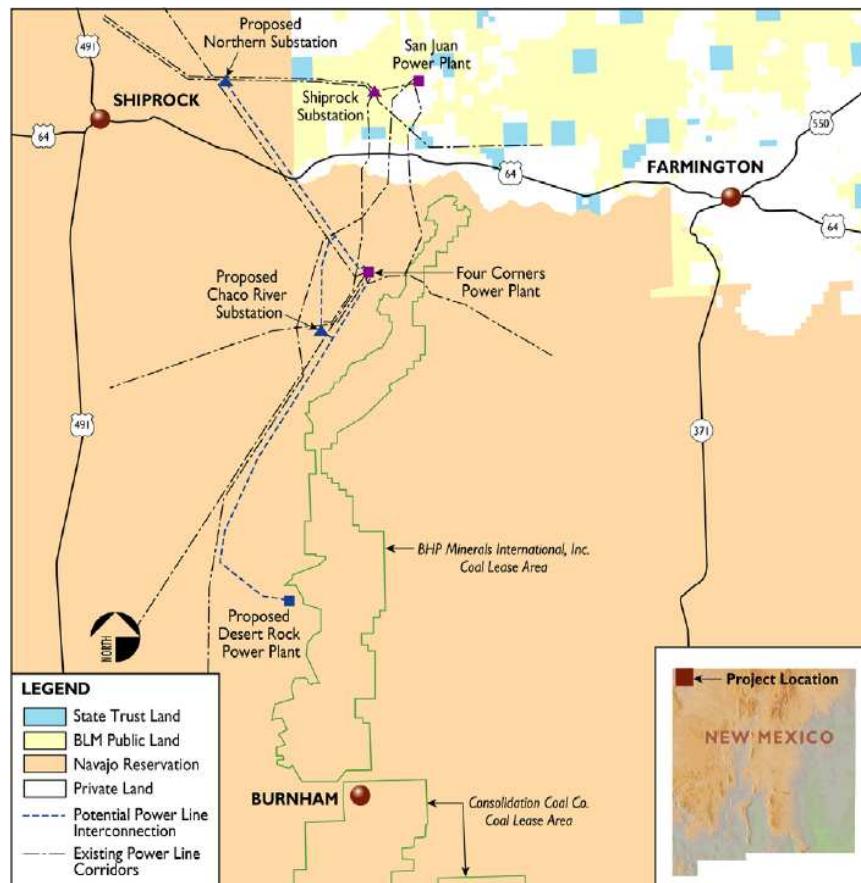 491
Proposed
Northern Substation
San Juan
Power Plant
SHIPROCK
Shiprock
Substation
550
64
FARMINGTON
64
64
Proposed
Chaco River
Substation
Four Corners
Power Plant
491
371
BHP Minerals International, Inc.
Coal Lease Area
Proposed
Desert Rock
Power Plant
NORTH
LEGEND
State Trust Land
BLM Public Land
Navajo Reservation
Private Land
Potential Power Line
Interconnection
Existing Power Line
Corridors
BURNHAM
Consolidation Coal Co.
Coal Lease Area
Project Location
NEW MEXICO